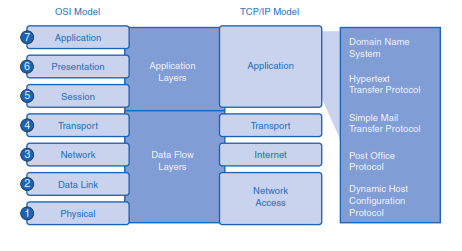 OSI Model
TCP/IP Model
7 Application
6 Presentation
5 Session
4 Transport
3 Network
2 Data Link
1 Physical
Application
Layers
Data Flow
Layers
Application
Transport
Internet
Network
Access
Domain Name
System
Hypertext
Transfer Protocol
Simple Mail
Transfer Protocol
Post Office
Protocol
Dynamic Host
Configuration
Protocol